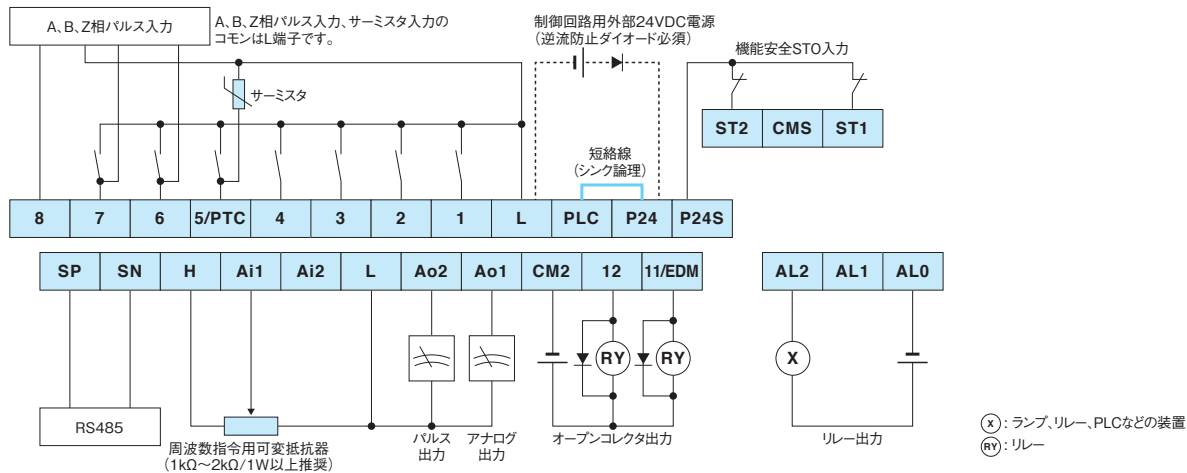 A、B、Z相パルス入力
A、B、Z相パルス入力、サーミスタ入力の
コモンはL端子です。
制御回路用外部24VDC電源
（逆流防止ダイオード必須）
機能安全STO入力
サーミスタ
ST2 CMS ST1
短絡線
（シンク論理）
8 7 6 5/PTC 4 3 2 1 L PLC P24 P24S
SP SN H Ai1 Ai2 L Ao2 Ao1 CM2 12 11/EDM
AL2 AL1 AL0
RY RY
X
RS485
周波数指令用可変抵抗器
（1kΩ～2kΩ/1W以上推奨）
パルス
出力
アナログ
出力
オープンコレクタ出力
リレー出力
X：ランプ、リレー、PLCなどの装置
RY：リレー